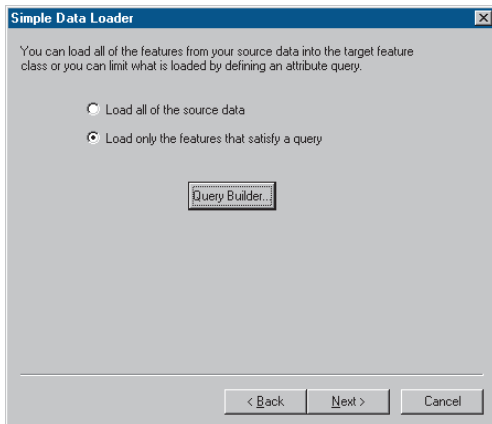 Simple Data Loader
You can load all of the features from your source data into the target feature
class or you can limit what is loaded by defining an attribute query.
Load all of the source data
Load only the features that satisfy a query
Query Builder...
< Back Next > Cancel